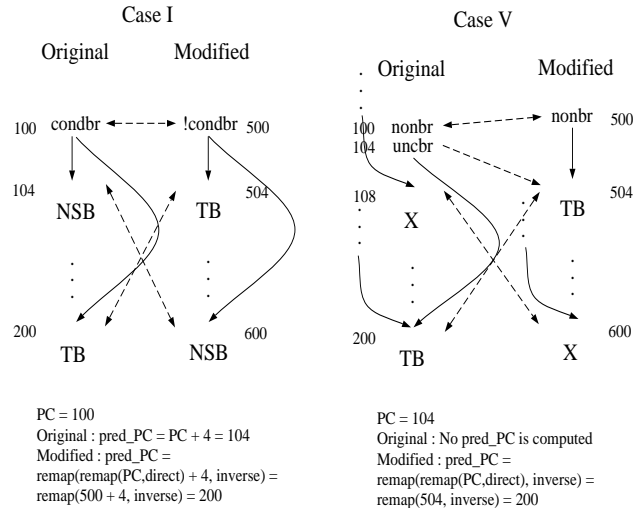 Case I
Original Modified
100 condbr !condbr 500
104 504
NSB TB
200 600
TB NSB
PC = 100
Original : pred_PC = PC + 4 = 104
Modified : pred_PC =
remap(remap(PC,direct) + 4, inverse) =
remap(500 + 4, inverse) = 200
Case V
Original Modified
100 nonbr nonbr 500
104 uncbr
108 504
X TB
200 600
TB X
PC = 104
Original : No pred_PC is computed
Modified : pred_PC =
remap(remap(PC,direct), inverse) =
remap(504, inverse) = 200